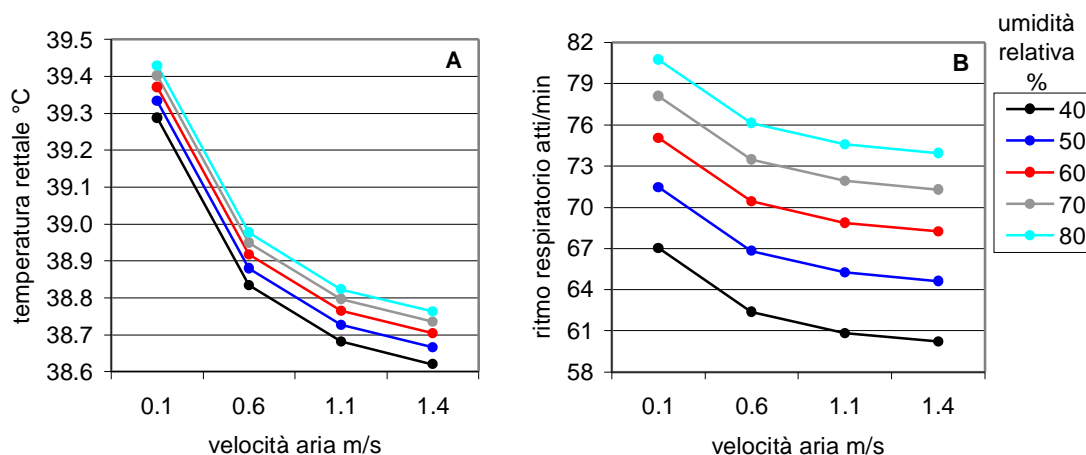 temperatura rettale °C
39.5
39.4
39.3
39.2
39.1
39.0
38.9
38.8
38.7
38.6
A
0.1 0.6 1.1 1.4
velocità aria m/s
ritmo respiratorio atti/min
82
79
76
73
70
67
64
61
58
B
0.1 0.6 1.1 1.4
velocità aria m/s
umidità
relativa
%
40
50
60
70
80